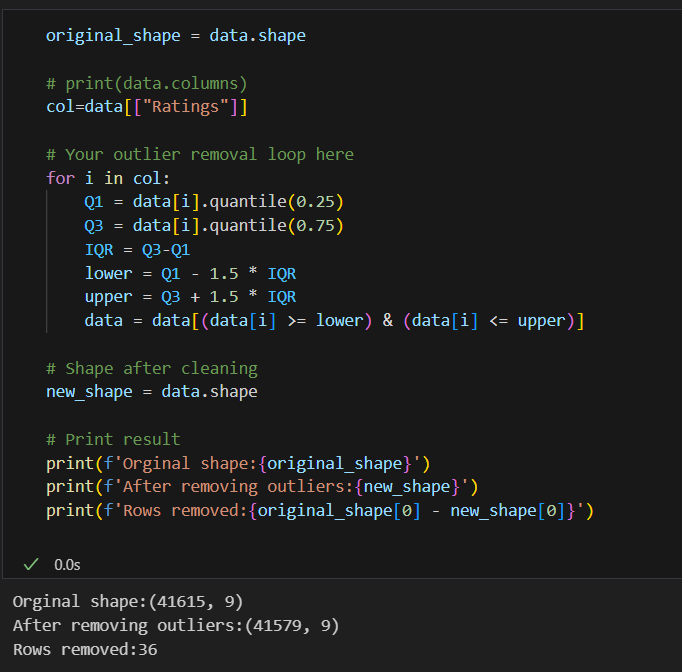 original_shape = data.shape
# print(data.columns)
col=data[["Ratings"]]
# Your outlier removal loop here
for i in col:
    Q1 = data[i].quantile(0.25)
    Q3 = data[i].quantile(0.75)
    IQR = Q3-Q1
    lower = Q1 - 1.5 * IQR
    upper = Q3 + 1.5 * IQR
    data = data[(data[i] >= lower) & (data[i] <= upper)]
# Shape after cleaning
new_shape = data.shape
# Print result
print(f'Orginal shape:{original_shape}')
print(f'After removing outliers:{new_shape}')
print(f'Rows removed:{original_shape[0] - new_shape[0]}')
0.0s
Orginal shape:(41615, 9)
After removing outliers:(41579, 9)
Rows removed:36